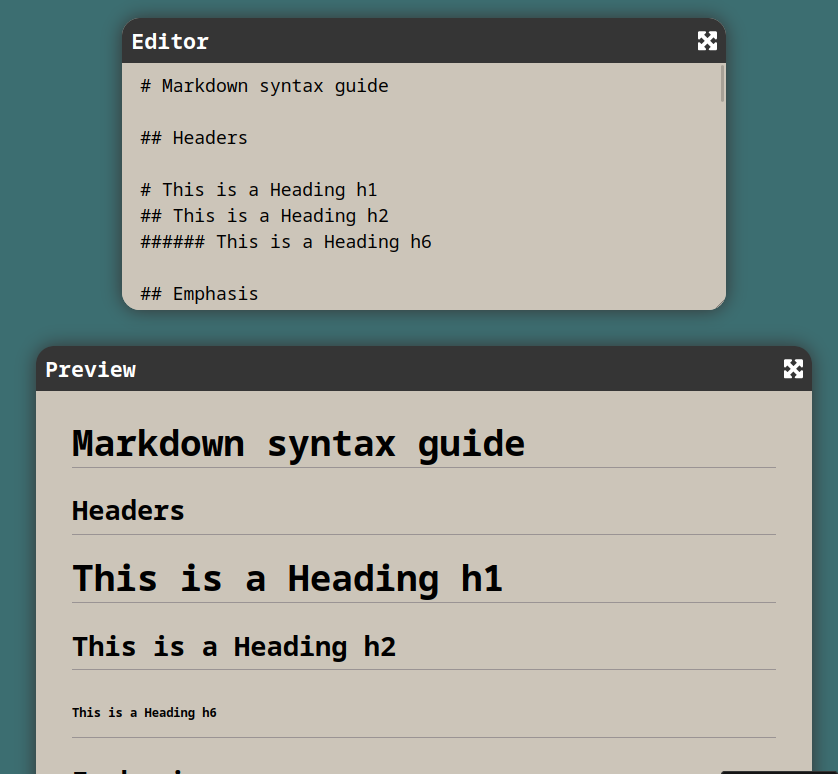 Editor
# Markdown syntax guide
## Headers
# This is a Heading h1
## This is a Heading h2
###### This is a Heading h6
## Emphasis
Preview
Markdown syntax guide
Headers
This is a Heading h1
This is a Heading h2
This is a Heading h6